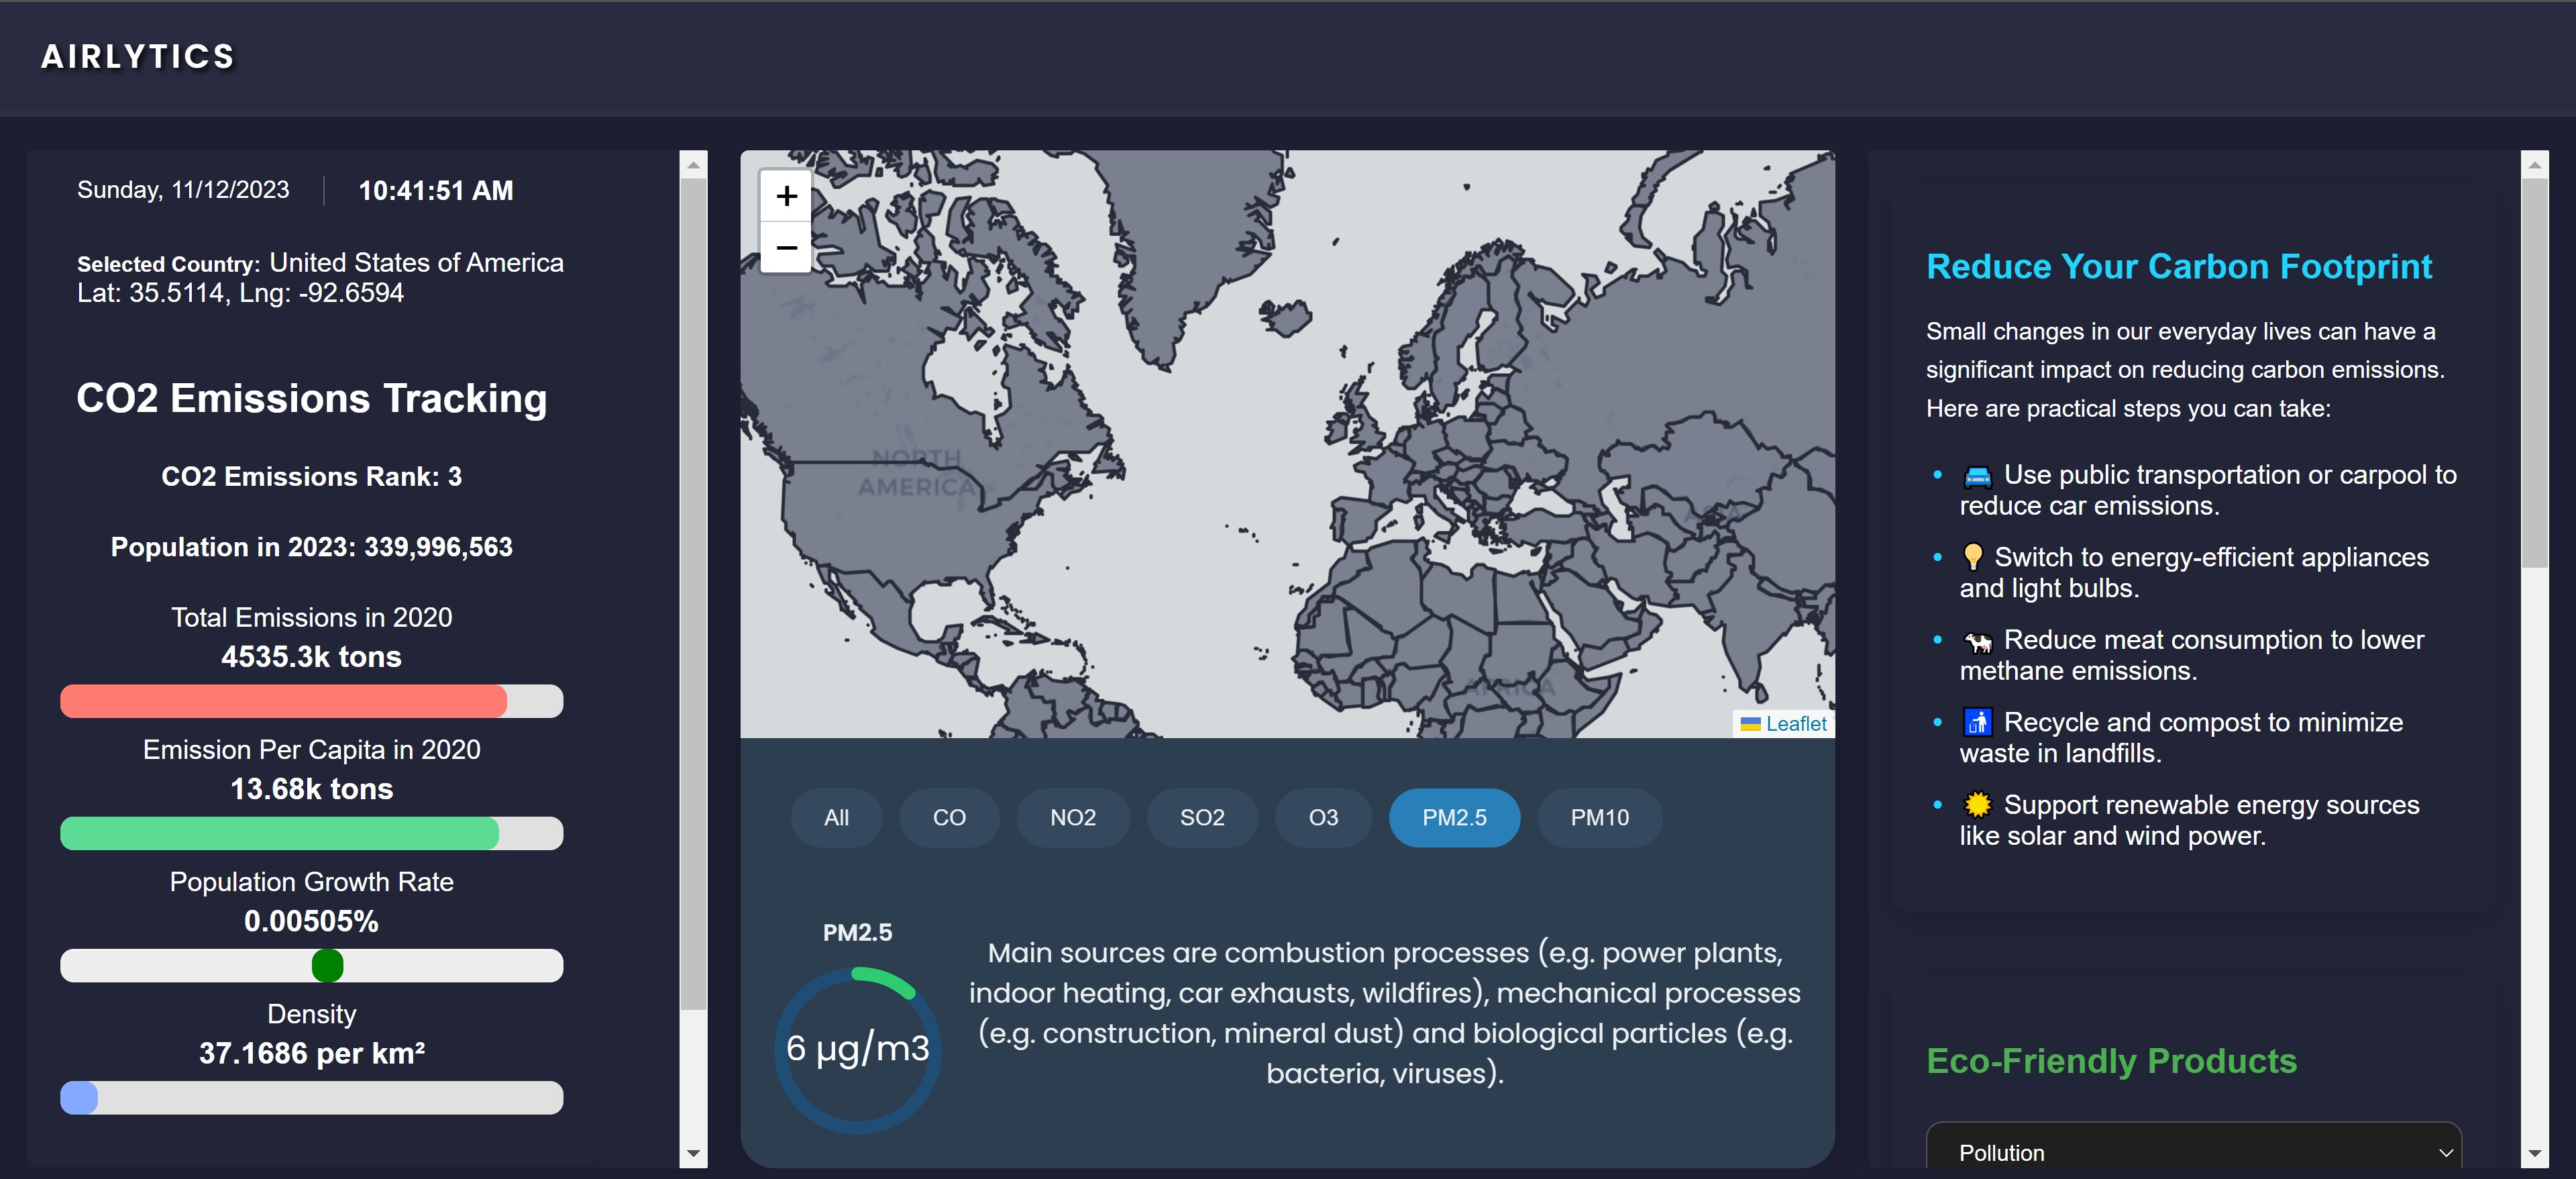 AIRLYTICS
Sunday, 11/12/2023
10:41:51 AM
Selected Country: United States of America
Lat: 35.5114, Lng: -92.6594
CO2 Emissions Tracking
CO2 Emissions Rank: 3
Population in 2023: 339,996,563
Total Emissions in 2020
4535.3k tons
Emission Per Capita in 2020
13.68k tons
Population Growth Rate
0.00505%
Density
37.1686 per km²
+
−
NORTH
AMERICA
ASIA
AFRICA
Leaflet
All
CO
NO2
SO2
O3
PM2.5
PM10
PM2.5
6 µg/m3
Main sources are combustion processes (e.g. power plants,
indoor heating, car exhausts, wildfires), mechanical processes
(e.g. construction, mineral dust) and biological particles (e.g.
bacteria, viruses).
Reduce Your Carbon Footprint
Small changes in our everyday lives can have a
significant impact on reducing carbon emissions.
Here are practical steps you can take:
• 🚘 Use public transportation or carpool to
reduce car emissions.
• 💡 Switch to energy-efficient appliances
and light bulbs.
• 🐄 Reduce meat consumption to lower
methane emissions.
• 🚮 Recycle and compost to minimize
waste in landfills.
• ☀️ Support renewable energy sources
like solar and wind power.
Eco-Friendly Products
Pollution